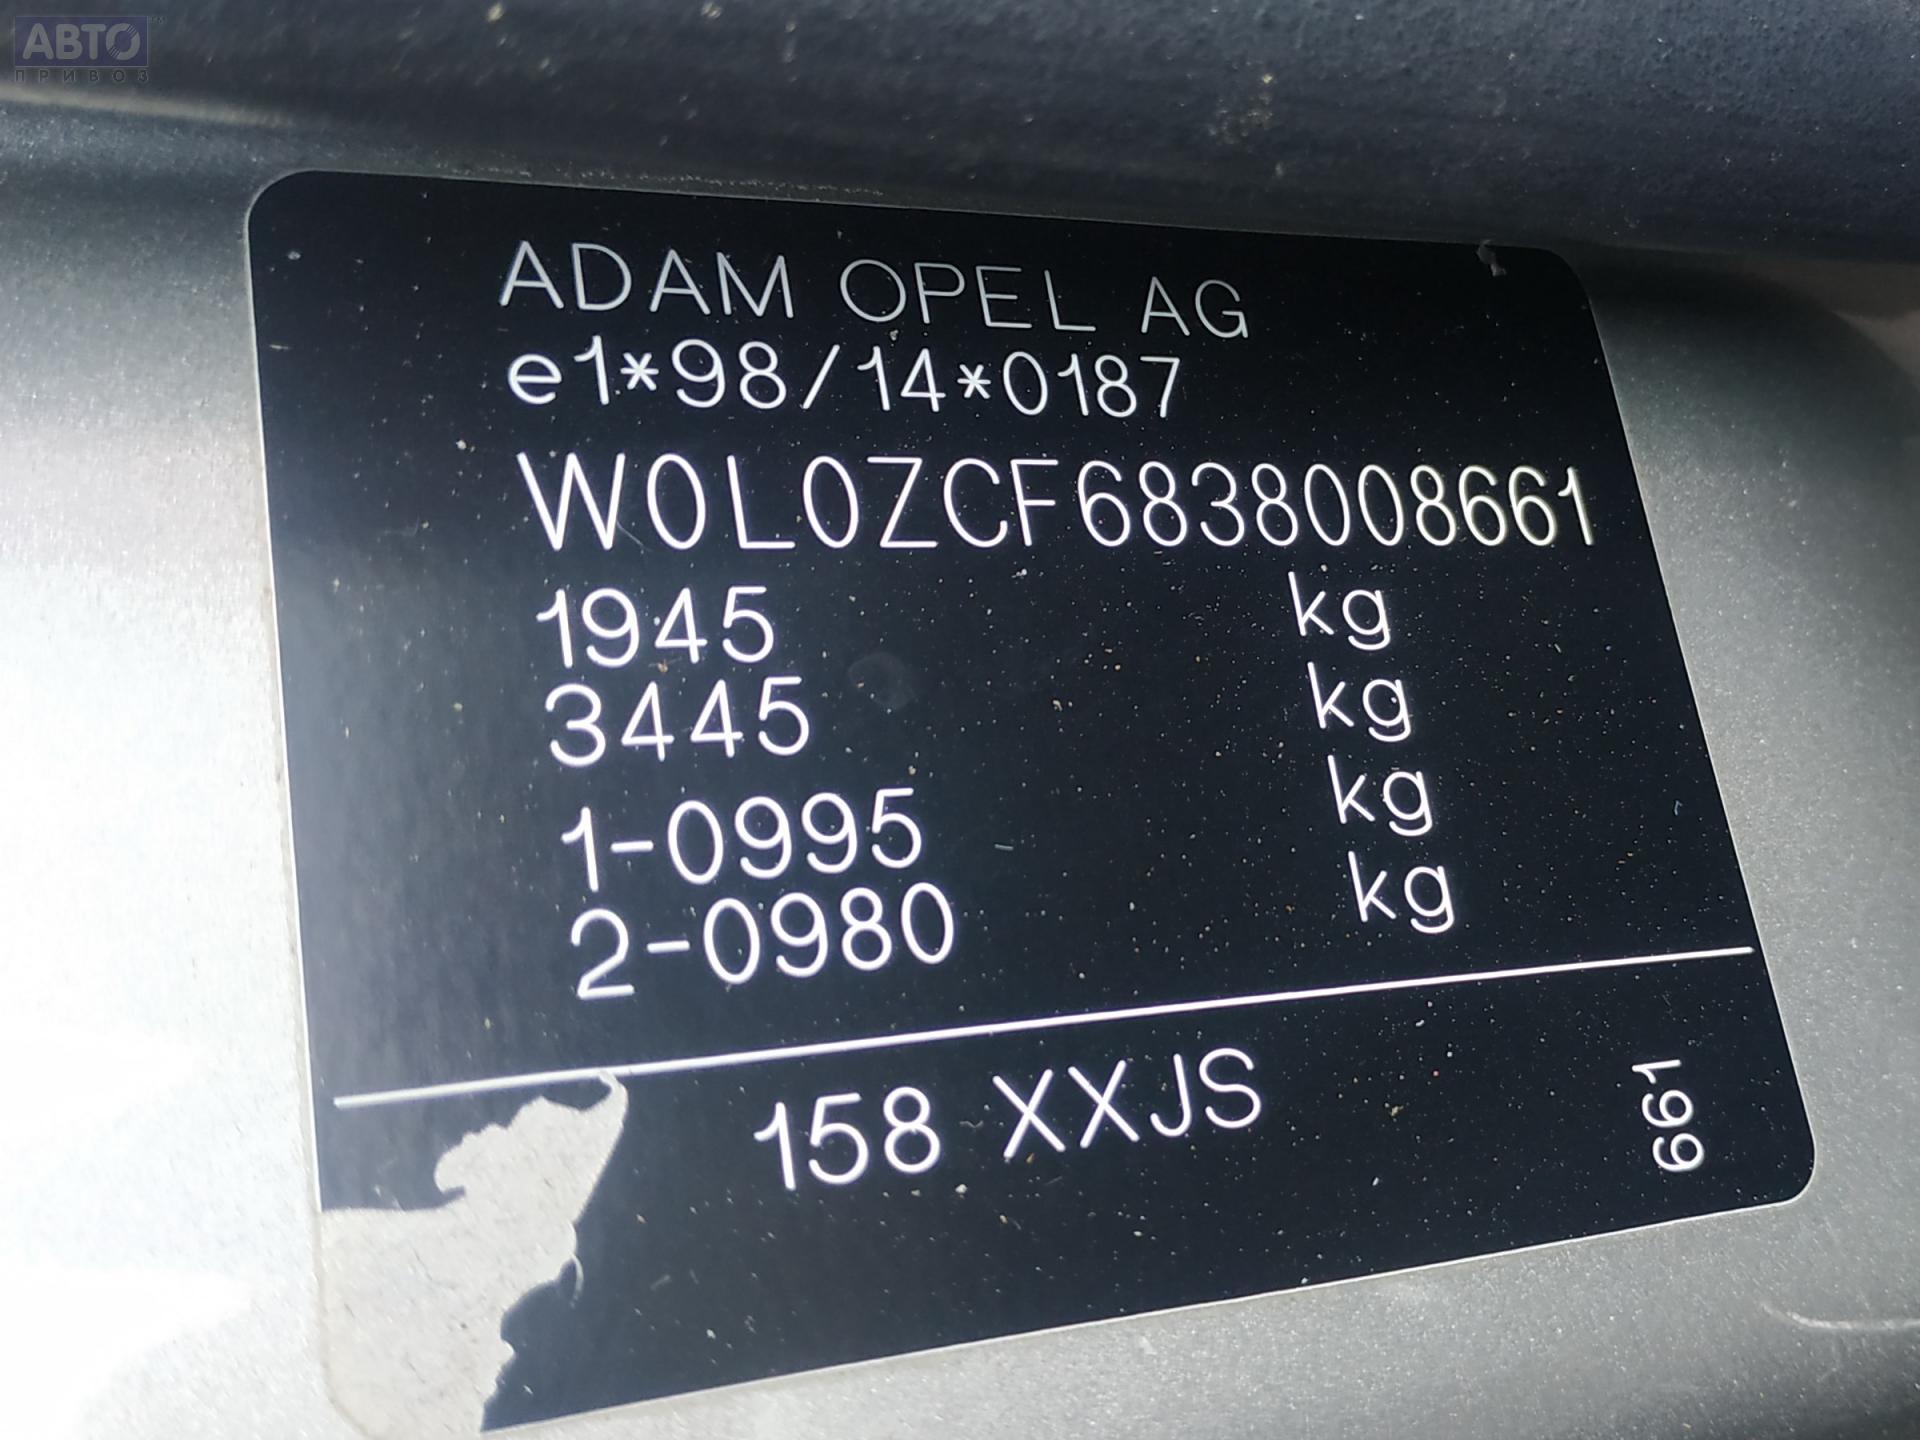 АВТО™
ПРИВОЗ
ADAM OPEL AG
e1*98/14*0187
W0L0ZCF6838008661
1945 kg
3445 kg
1-0995 kg
2-0980 kg
158 XXJS
661